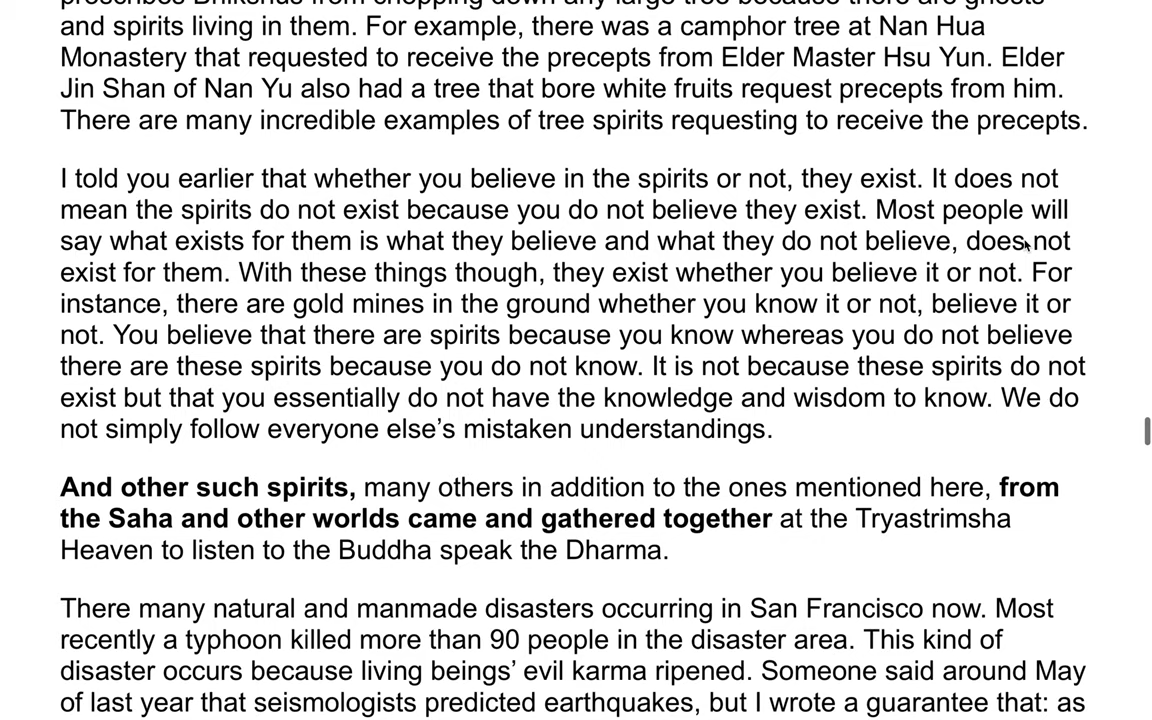 and spirits living in them. For example, there was a camphor tree at Nan Hua
Monastery that requested to receive the precepts from Elder Master Hsu Yun. Elder
Jin Shan of Nan Yu also had a tree that bore white fruits request precepts from him.
There are many incredible examples of tree spirits requesting to receive the precepts.
I told you earlier that whether you believe in the spirits or not, they exist. It does not
mean the spirits do not exist because you do not believe they exist. Most people will
say what exists for them is what they believe and what they do not believe, does not
exist for them. With these things though, they exist whether you believe it or not. For
instance, there are gold mines in the ground whether you know it or not, believe it or
not. You believe that there are spirits because you know whereas you do not believe
there are these spirits because you do not know. It is not because these spirits do not
exist but that you essentially do not have the knowledge and wisdom to know. We do
not simply follow everyone else’s mistaken understandings.
And other such spirits, many others in addition to the ones mentioned here, from
the Saha and other worlds came and gathered together at the Tryastrimsha
Heaven to listen to the Buddha speak the Dharma.
There many natural and manmade disasters occurring in San Francisco now. Most
recently a typhoon killed more than 90 people in the disaster area. This kind of
disaster occurs because living beings’ evil karma ripened. Someone said around May
of last year that seismologists predicted earthquakes, but I wrote a guarantee that: as